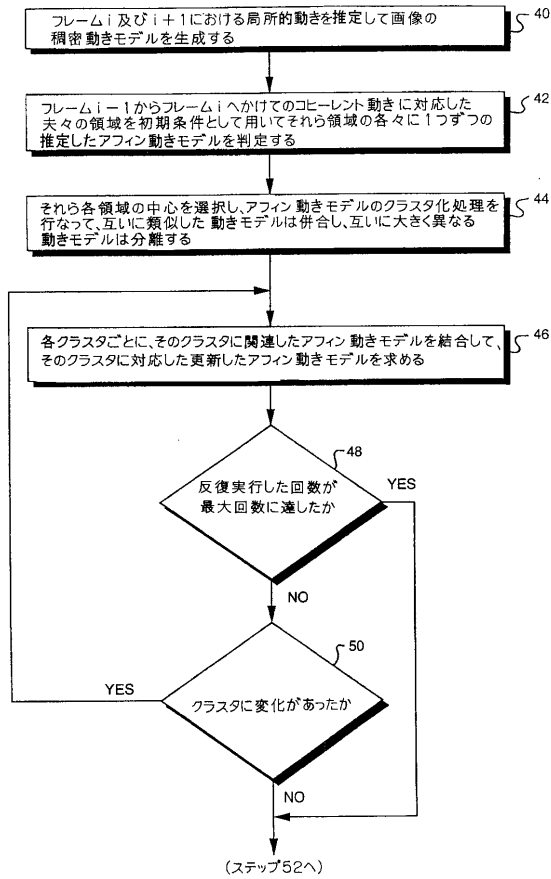 フレームi及びi+1における局所的動きを推定して画像の
稠密動きモデルを生成する
40
フレームi-1からフレームiへかけてのコヒーレント動きに対応した
夫々の領域を初期条件として用いてそれら領域の各々に1つずつの
推定したアフィン動きモデルを判定する
42
それら各領域の中心を選択し、アフィン動きモデルのクラスタ化処理を
行なって、互いに類似した動きモデルは併合し、互いに大きく異なる
動きモデルは分離する
44
各クラスタごとに、そのクラスタに関連したアフィン動きモデルを結合して、
そのクラスタに対応した更新したアフィン動きモデルを求める
46
48
反復実行した回数が
最大回数に達したか
YES
NO
50
YES
クラスタに変化があったか
NO
(ステップ52へ)